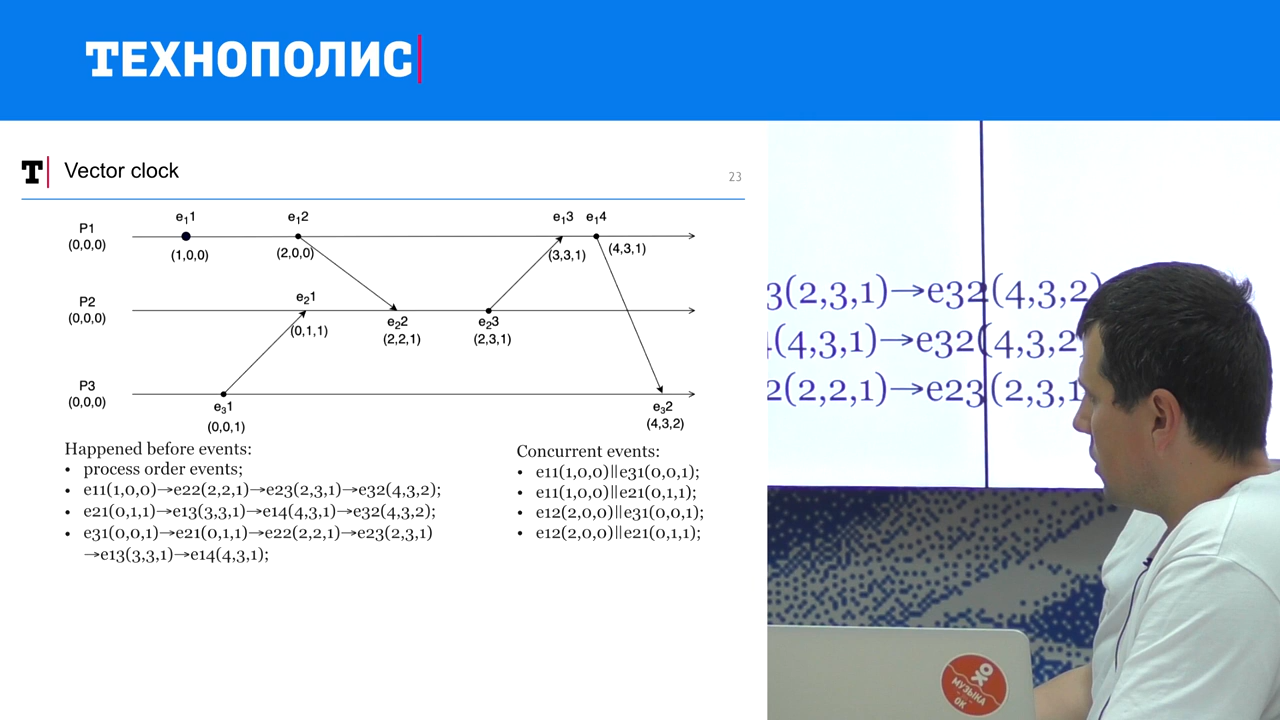 ТЕХНОПОЛИС
T Vector clock
23
e₁1 e₁2 e₁3 e₁4
P1
(0,0,0)
(1,0,0) (2,0,0) (3,3,1) (4,3,1)
P2
(0,0,0)
e₂1
(0,1,1)
e₂2
(2,2,1)
e₂3
(2,3,1)
P3
(0,0,0)
e₃1
(0,0,1)
e₃2
(4,3,2)
Happened before events:
• process order events;
• e11(1,0,0)→e22(2,2,1)→e23(2,3,1)→e32(4,3,2);
• e21(0,1,1)→e13(3,3,1)→e14(4,3,1)→e32(4,3,2);
• e31(0,0,1)→e21(0,1,1)→e22(2,2,1)→e23(2,3,1)
→e13(3,3,1)→e14(4,3,1);
Concurrent events:
• e11(1,0,0)||e31(0,0,1);
• e11(1,0,0)||e21(0,1,1);
• e12(2,0,0)||e31(0,0,1);
• e12(2,0,0)||e21(0,1,1);
3(2,3,1)→e32(4,3,2)
(4,3,1)→e32(4,3,2
2(2,2,1)→e23(2,3,1
МУЗЫКА
ОК